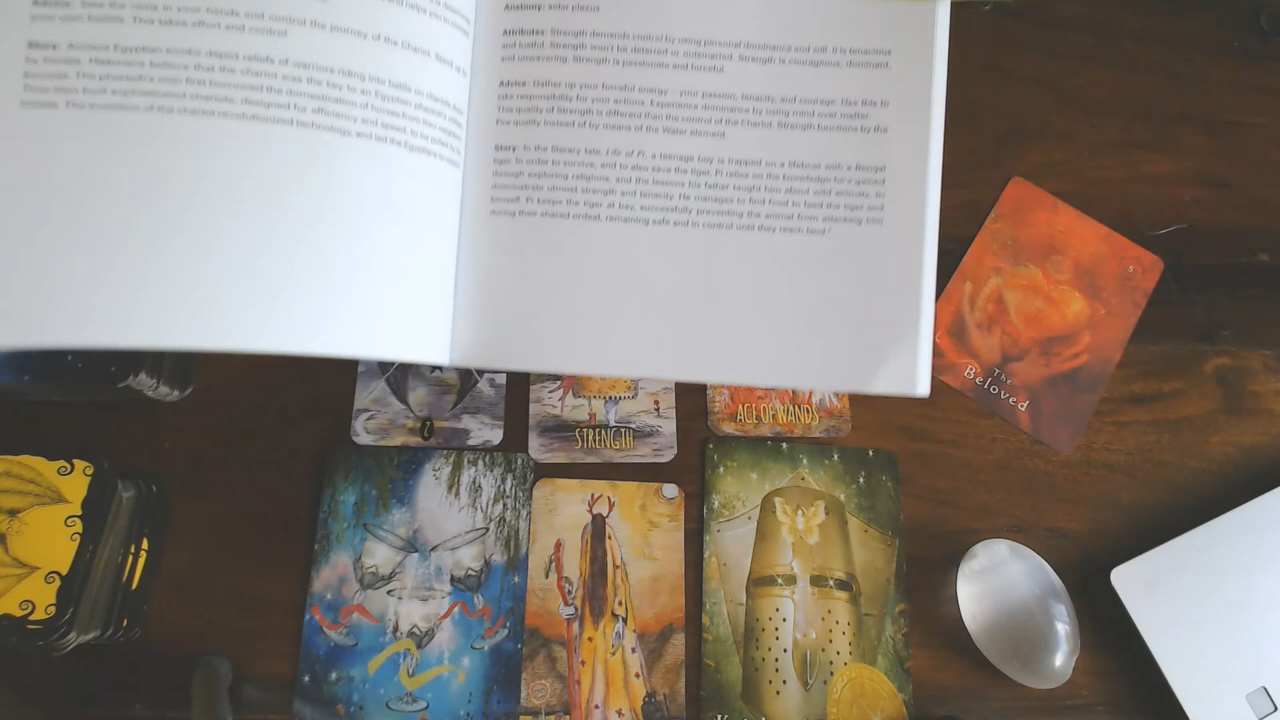 Anatomy: solar plexus
Attributes: Strength demands control by using personal dominance and will. It is tenacious
and lustful. Strength won't be deterred or outsmarted. Strength is courageous, dominant,
and unwavering. Strength is passionate and forceful.
Advice: Gather up your forceful energy – your passion, tenacity, and courage. Use this to
take responsibility for your actions. Experience dominance by using mind over matter.
This quality of Strength is different than the control of the Chariot. Strength functions by the
Fire quality instead of by means of the Water element.
Story: In the literary tale, Life of Pi, a teenage boy is trapped on a lifeboat with a Bengal
tiger. In order to survive, and to also save the tiger, Pi relies on the knowledge he's gained
through exploring religions, and the lessons his father taught him about wild animals, to
demonstrate utmost strength and tenacity. He manages to find food to feed the tiger and
himself. Pi keeps the tiger at bay, successfully preventing the animal from attacking him
during their shared ordeal, remaining safe and in control until they reach land.
Advice: Take the reins in your hands and control the journey of the Chariot.
your own beliefs. This takes effort and control.
Story: Ancient Egyptian tombs depict reliefs of warriors riding into battle on chariots
by horses. Historians believe that the chariot was the key to an Egyptian pharaoh's
The pharaoh's men first borrowed the domestication of horses from their neighbors.
They then built sophisticated chariots, designed for efficiency and speed, to be pulled by
horses. The invention of the chariot revolutionized technology, and led the Egyptians to
5
The
Beloved
2
STRENGTH
ACE OF WANDS